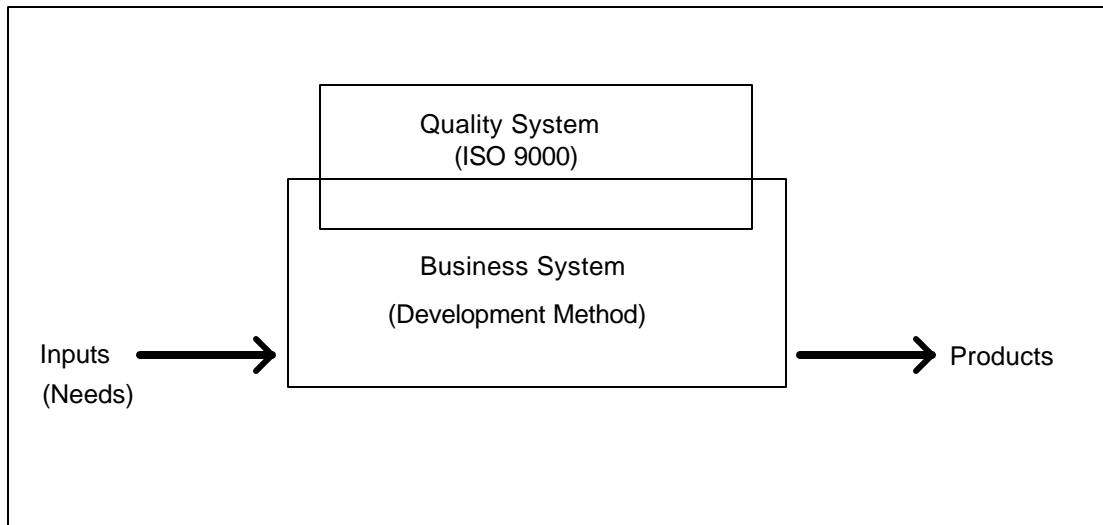 Quality System
(ISO 9000)
Business System
(Development Method)
Inputs
(Needs)
Products